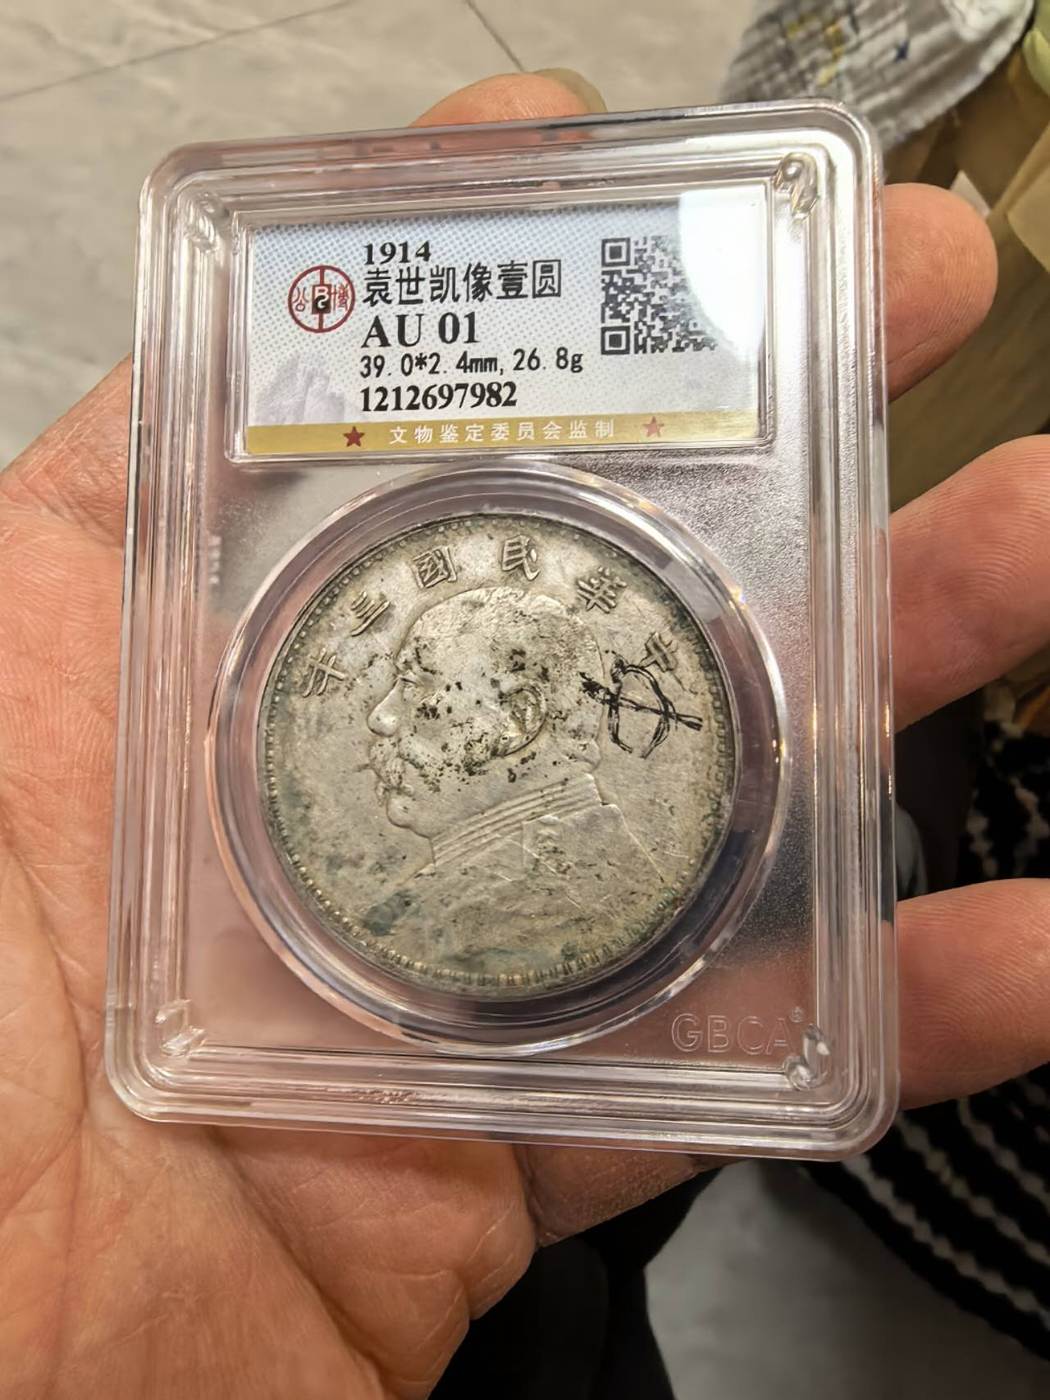 1914
袁世凯像壹圆
AU 01
39.0*2.4mm,26.8g
1212697982
文物鉴定委员会监制
年三國民華中
GBCA